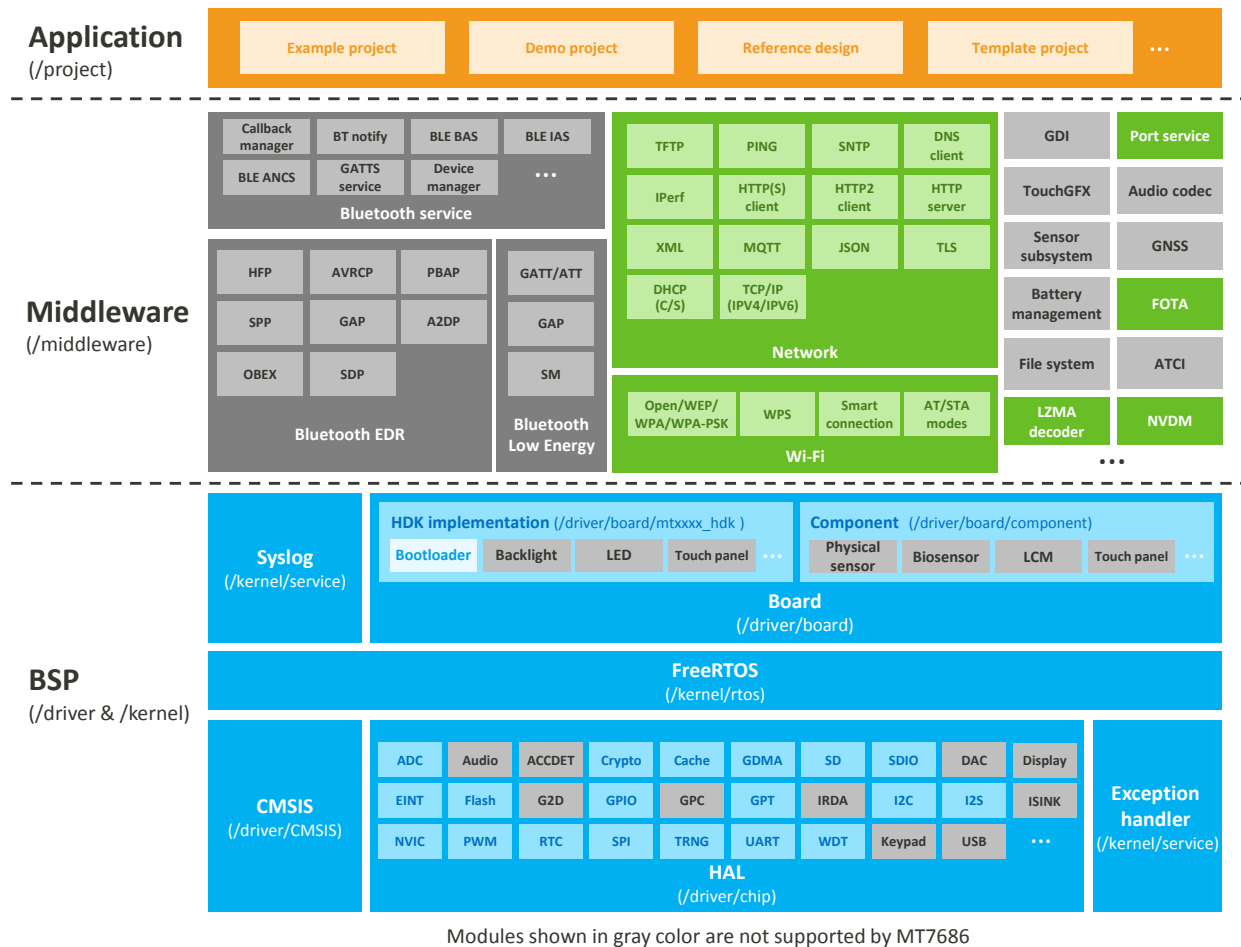 Application
(/project)
Example project
Demo project
Reference design
Template project
...
Middleware
(/middleware)
Callback
manager
BT notify
BLE BAS
BLE IAS
BLE ANCS
GATTS
service
Device
manager
...
Bluetooth service
HFP
AVRCP
PBAP
SPP
GAP
A2DP
OBEX
SDP
Bluetooth EDR
GATT/ATT
GAP
SM
Bluetooth
Low Energy
TFTP
PING
SNTP
DNS
client
IPerf
HTTP(S)
client
HTTP2
client
HTTP
server
XML
MQTT
JSON
TLS
DHCP
(C/S)
TCP/IP
(IPV4/IPV6)
Network
Open/WEP/
WPA/WPA-PSK
WPS
Smart
connection
AT/STA
modes
Wi-Fi
GDI
Port service
TouchGFX
Audio codec
Sensor
subsystem
GNSS
Battery
management
FOTA
File system
ATCI
LZMA
decoder
NVDM
...
BSP
(/driver & /kernel)
Syslog
(/kernel/service)
HDK implementation (/driver/board/mtxxxx_hdk )
Bootloader
Backlight
LED
Touch panel
...
Component (/driver/board/component)
Physical
sensor
Biosensor
LCM
Touch panel
...
Board
(/driver/board)
FreeRTOS
(/kernel/rtos)
CMSIS
(/driver/CMSIS)
ADC
Audio
ACCDET
Crypto
Cache
GDMA
SD
SDIO
DAC
Display
EINT
Flash
G2D
GPIO
GPC
GPT
IRDA
I2C
I2S
ISINK
NVIC
PWM
RTC
SPI
TRNG
UART
WDT
Keypad
USB
...
HAL
(/driver/chip)
Exception
handler
(/kernel/service)
Modules shown in gray color are not supported by MT7686